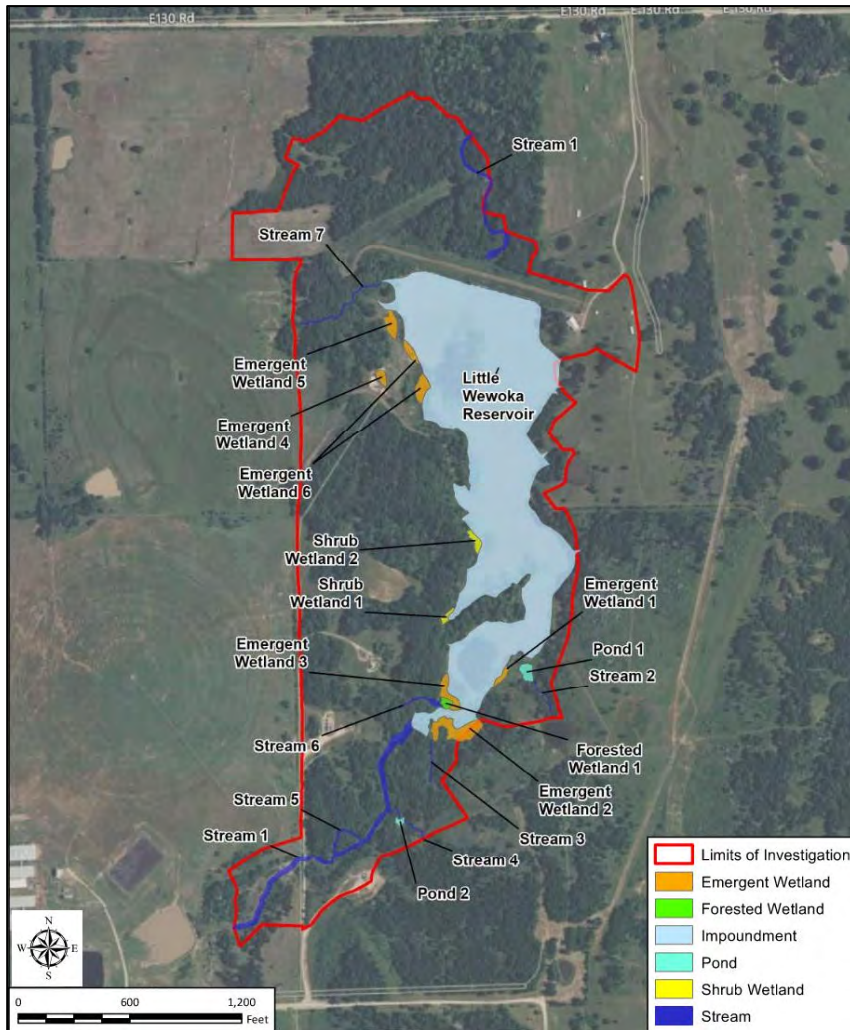 E130 Rd
E130 Rd
E 130 Rd
Stream 1
Stream 7
Emergent
Wetland 5
Little
Wewoka
Reservoir
Emergent
Wetland 4
Emergent
Wetland 6
Shrub
Wetland 2
Shrub
Wetland 1
Emergent
Wetland 1
Emergent
Wetland 3
Pond 1
Stream 2
Stream 6
Forested
Wetland 1
Emergent
Wetland 2
Stream 5
Stream 3
Stream 1
Stream 4
Pond 2
N
W
E
S
0
600
1,200
Feet
Limits of Investigation
Emergent Wetland
Forested Wetland
Impoundment
Pond
Shrub Wetland
Stream